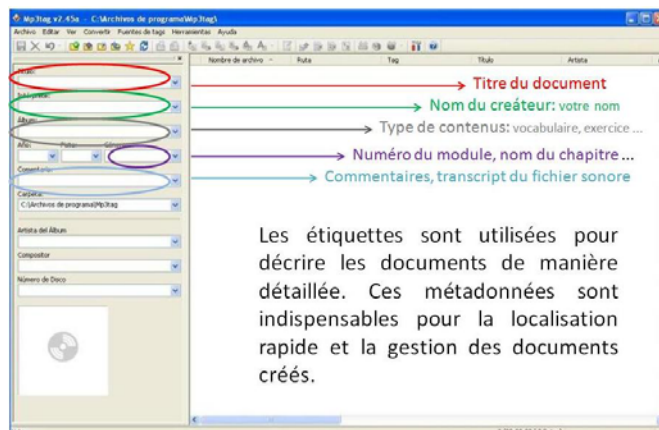 Mp3tag v2.45a - C:\Archivos de programa\Mp3tag\
Archivo Editar Ver Convertir Fuentes de tags Herramientas Ayuda
Nombre de archivo Ruta Tag Título Artista
Título:
Titre du document
Intérprete:
Nom du créateur: votre nom
Álbum:
Type de contenus: vocabulaire, exercice ...
Año: Pista: Género:
Numéro du module, nom du chapitre ...
Comentario:
Commentaires, transcript du fichier sonore
Carpeta:
C:\Archivos de programa\Mp3tag
Artista del Álbum
Compositor
Número de Disco
Les étiquettes sont utilisées pour
décrire les documents de manière
détaillée. Ces métadonnées sont
indispensables pour la localisation
rapide et la gestion des documents
créés.